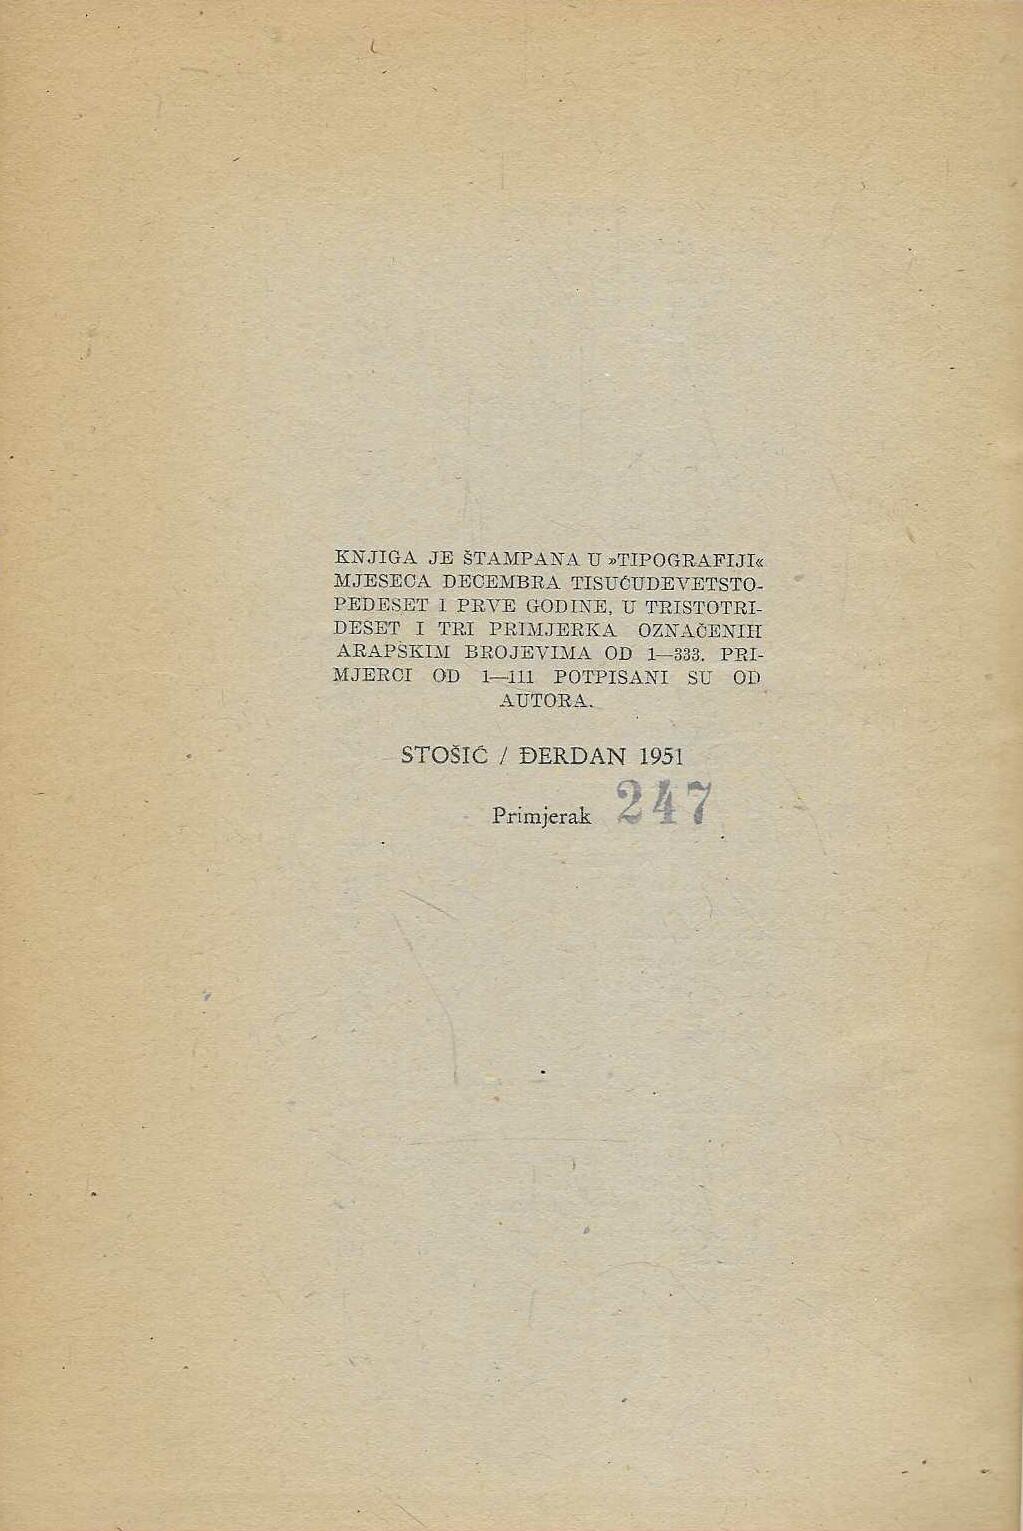 KNJIGA JE ŠTAMPANA U »TIPOGRAFIJI«
MJESECA DECEMBRA TISUĆUDEVETSTO-
PEDESET I PRVE GODINE, U TRISTOTRI-
DESET I TRI PRIMJERKA OZNAČENIH
ARAPSKIM BROJEVIMA OD 1—333. PRI-
MJERCI OD 1—111 POTPISANI SU OD
AUTORA.
STOŠIĆ / ĐERDAN 1951
Primjerak 247